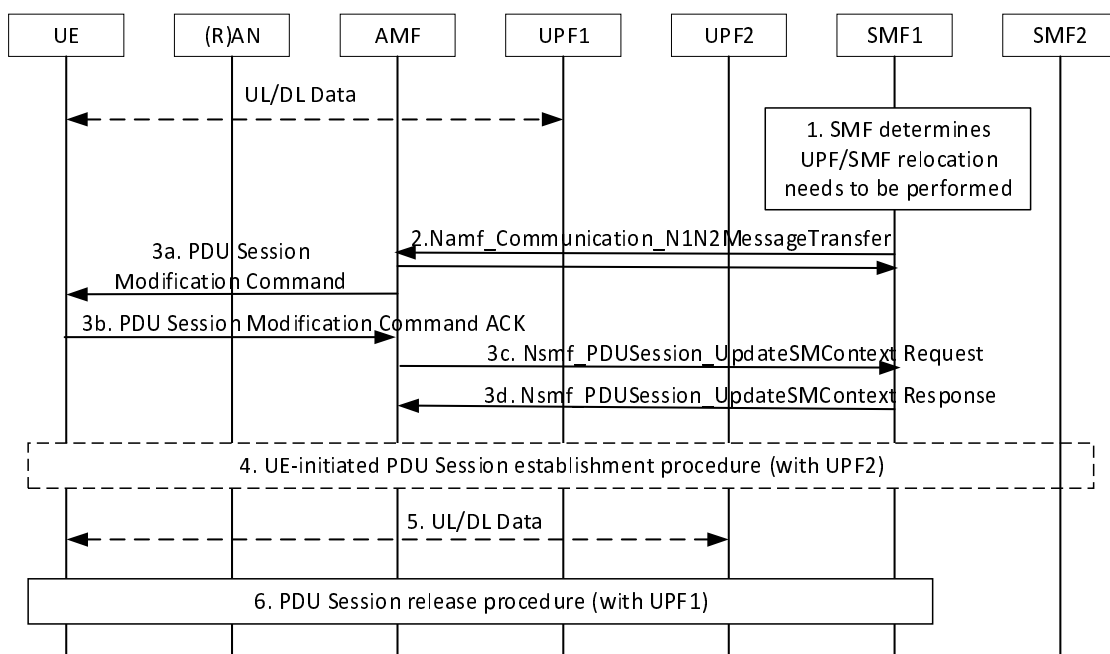 UE
(R)AN
AMF
UPF1
UPF2
SMF1
SMF2
UL/DL Data
1. SMF determines
UPF/SMF relocation
needs to be performed
2.Namf_Communication_N1N2MessageTransfer
3a. PDU Session
Modification Command
3b. PDU Session Modification Command ACK
3c. Nsmf_PDUSession_UpdateSMContext Request
3d. Nsmf_PDUSession_UpdateSMContext Response
4. UE-initiated PDU Session establishment procedure (with UPF2)
5. UL/DL Data
6. PDU Session release procedure (with UPF1)